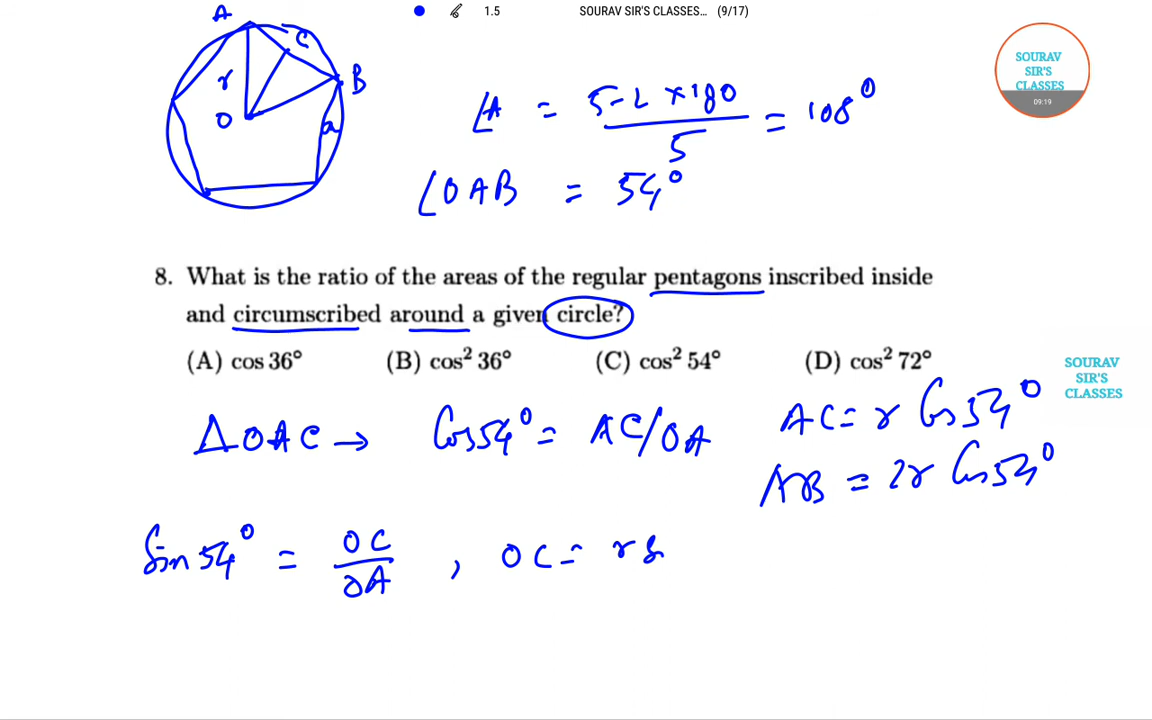 1.5 SOURAV SIR'S CLASSES... (9/17)
SOURAV
SIR'S
CLASSES
09:19
A
C
B
r
O
a
∠A = 5-2 × 180 / 5 = 108°
∠OAB = 54°
8. What is the ratio of the areas of the regular pentagons inscribed inside
and circumscribed around a given circle?
(A) cos 36° (B) cos² 36° (C) cos² 54° (D) cos² 72°
SOURAV
SIR'S
CLASSES
ΔOAC → Cos54° = AC/OA
AC = r Cos54°
AB = 2r Cos54°
Sin54° = OC/OA , OC = r s